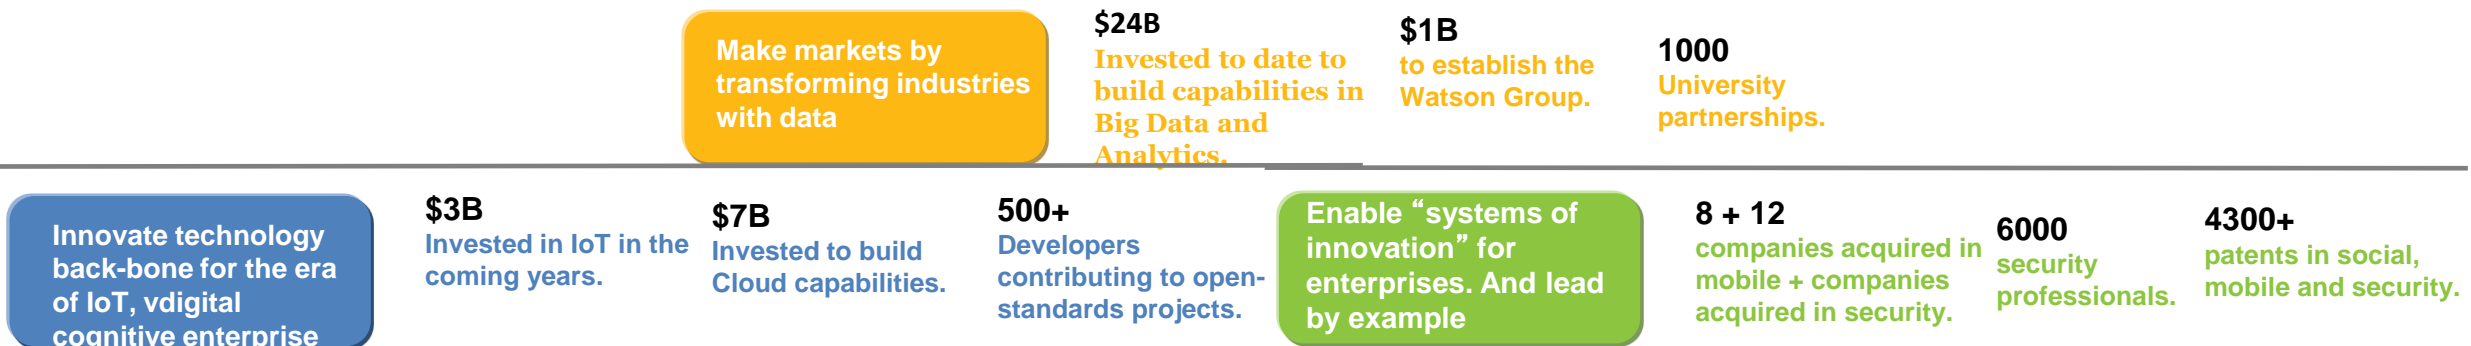 Make markets by
transforming industries
with data
$24B
Invested to date to
build capabilities in
Big Data and
Analytics.
$1B
to establish the
Watson Group.
1000
University
partnerships.
Innovate technology
back-bone for the era
of IoT, vdigital
cognitive enterprise
$3B
Invested in IoT in the
coming years.
$7B
Invested to build
Cloud capabilities.
500+
Developers
contributing to open-
standards projects.
Enable “systems of
innovation” for
enterprises. And lead
by example
8 + 12
companies acquired in
mobile + companies
acquired in security.
6000
security
professionals.
4300+
patents in social,
mobile and security.